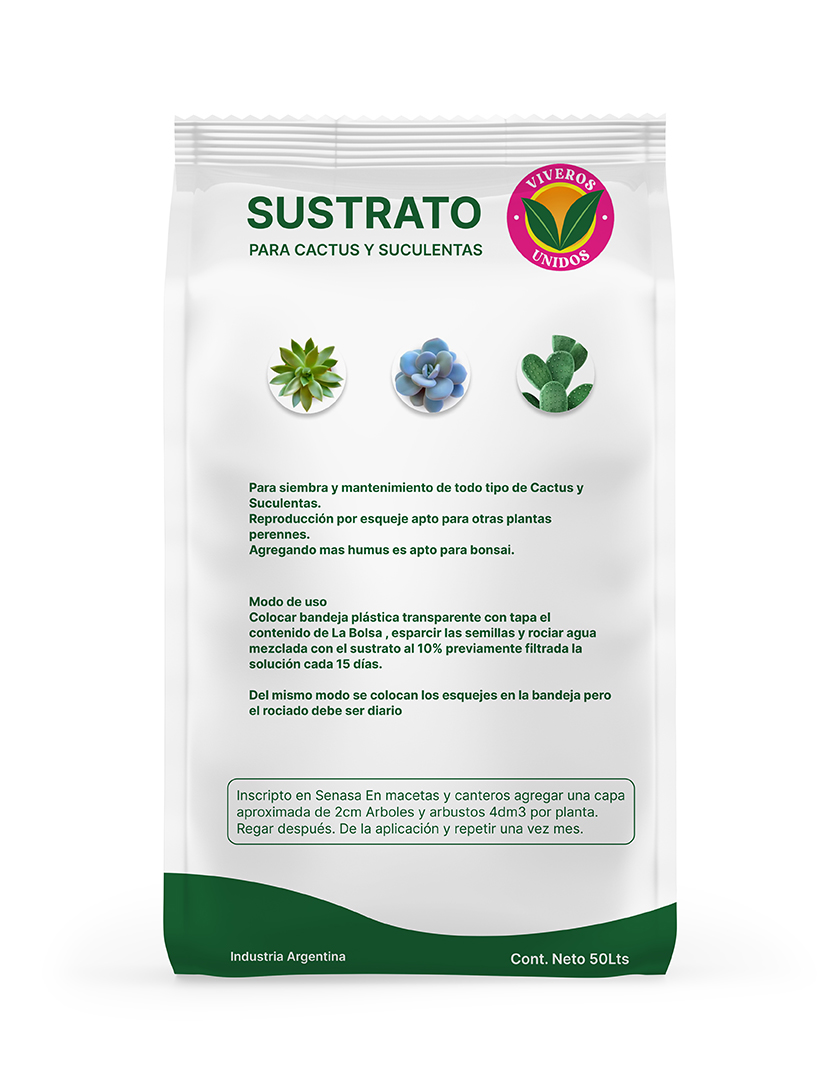 SUSTRATO
PARA CACTUS Y SUCULENTAS
VIVEROS
UNIDOS
Para siembra y mantenimiento de todo tipo de Cactus y
Suculentas.
Reproducción por esqueje apto para otras plantas
perennes.
Agregando mas humus es apto para bonsai.
Modo de uso
Colocar bandeja plástica transparente con tapa el
contenido de La Bolsa , esparcir las semillas y rociar agua
mezclada con el sustrato al 10% previamente filtrada la
solución cada 15 días.
Del mismo modo se colocan los esquejes en la bandeja pero
el rociado debe ser diario
Inscripto en Senasa En macetas y canteros agregar una capa
aproximada de 2cm Arboles y arbustos 4dm3 por planta.
Regar después. De la aplicación y repetir una vez mes.
Industria Argentina
Cont. Neto 50Lts